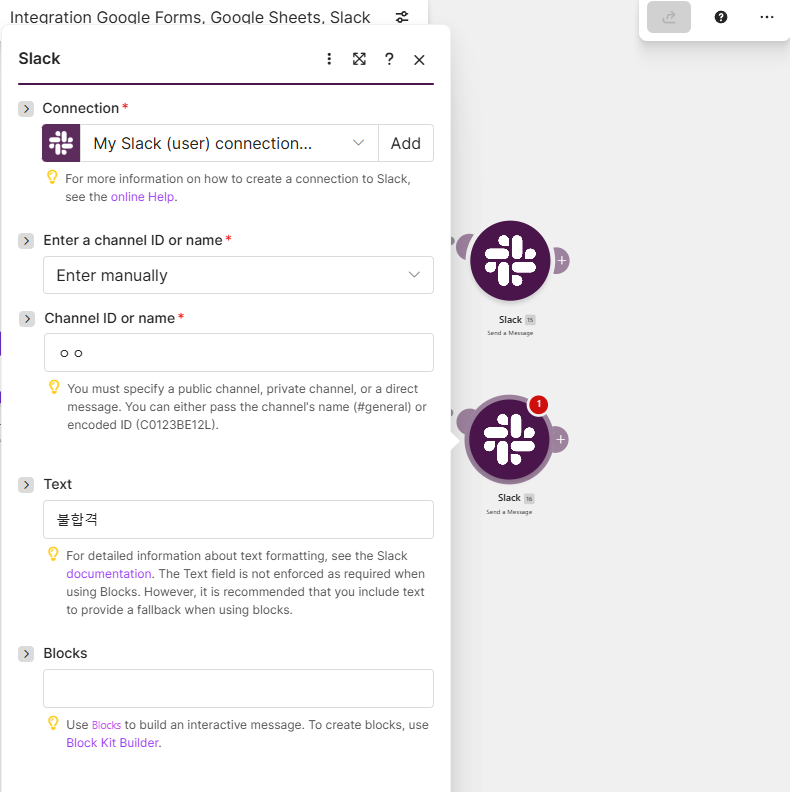 Integration Google Forms, Google Sheets, Slack
Slack
Connection*
My Slack (user) connection...
Add
For more information on how to create a connection to Slack,
see the online Help.
Enter a channel ID or name*
Enter manually
Channel ID or name*
ㅇㅇ
You must specify a public channel, private channel, or a direct
message. You can either pass the channel's name (#general) or
encoded ID (C0123BE12L).
Text
불합격
For detailed information about text formatting, see the Slack
documentation. The Text field is not enforced as required when
using Blocks. However, it is recommended that you include text
to provide a fallback when using blocks.
Blocks
Use Blocks to build an interactive message. To create blocks, use
Block Kit Builder.
Slack 15
Send a Message
1
Slack 16
Send a Message